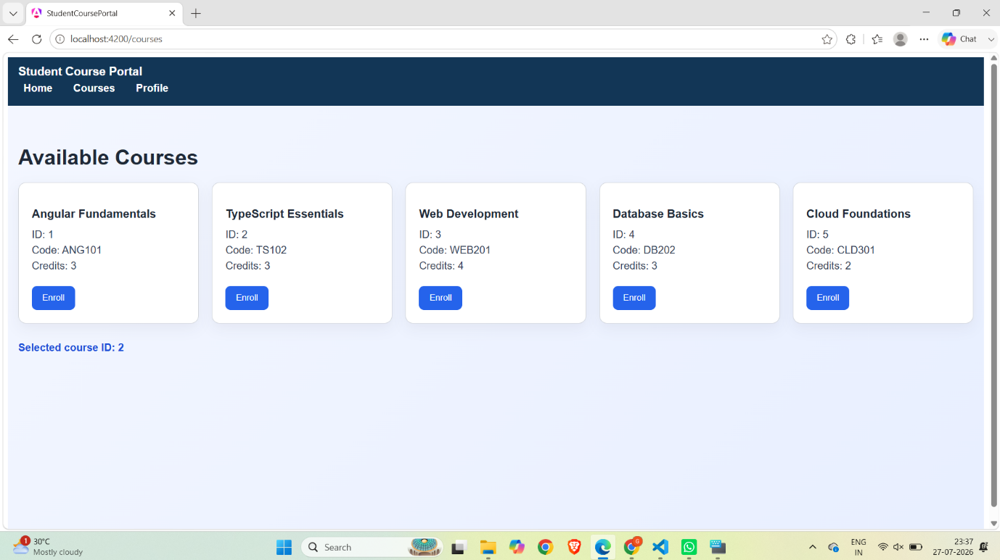 StudentCoursePortal
localhost:4200/courses
Chat
Student Course Portal
Home Courses Profile
Available Courses
Angular Fundamentals
ID: 1
Code: ANG101
Credits: 3
Enroll
TypeScript Essentials
ID: 2
Code: TS102
Credits: 3
Enroll
Web Development
ID: 3
Code: WEB201
Credits: 4
Enroll
Database Basics
ID: 4
Code: DB202
Credits: 3
Enroll
Cloud Foundations
ID: 5
Code: CLD301
Credits: 2
Enroll
Selected course ID: 2
1
30°C
Mostly cloudy
Search
G
ENG
IN
23:37
27-07-2026